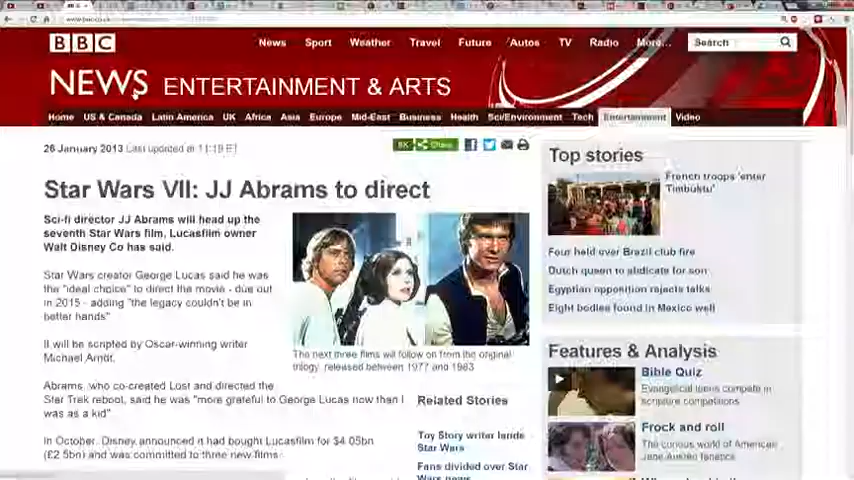 BBC
News Sport Weather Travel Future Autos TV Radio More... Search
NEWS ENTERTAINMENT & ARTS
Home US & Canada Latin America UK Africa Asia Europe Mid-East Business Health Sci/Environment Tech Entertainment Video
26 January 2013 Last updated at 11:19 ET
Share
Star Wars VII: JJ Abrams to direct
Sci-fi director JJ Abrams will head up the
seventh Star Wars film, Lucasfilm owner
Walt Disney Co has said.
Star Wars creator George Lucas said he was
the "ideal choice" to direct the movie - due out
in 2015 - adding "the legacy couldn't be in
better hands"
It will be scripted by Oscar-winning writer
Michael Arndt.
Abrams, who co-created Lost and directed the
Star Trek reboot, said he was "more grateful to George Lucas now than I
was as a kid"
In October, Disney announced it had bought Lucasfilm for $4.05bn
(£2.5bn) and was committed to three new films
The next three films will follow on from the original
trilogy, released between 1977 and 1983
Related Stories
Toy Story writer lands
Star Wars
Fans divided over Star
Wars news
Top stories
French troops 'enter
Timbuktu'
Four held over Brazil club fire
Dutch queen to abdicate for son
Egyptian opposition rejects talks
Eight bodies found in Mexico well
Features & Analysis
Bible Quiz
Evangelical teens compete in
scripture competitions
Frock and roll
The curious world of American
Jane Austen fanatics